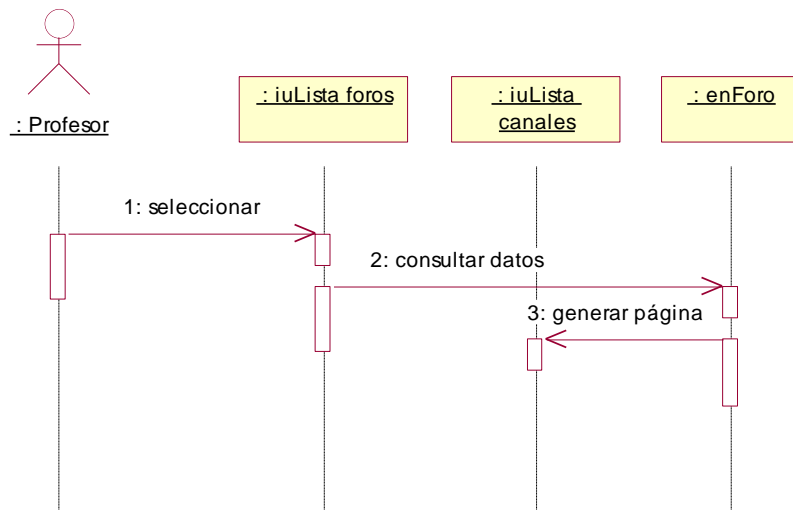 : Profesor
: iuLista foros
: iuLista
canales
: enForo
1: seleccionar
2: consultar datos
3: generar página